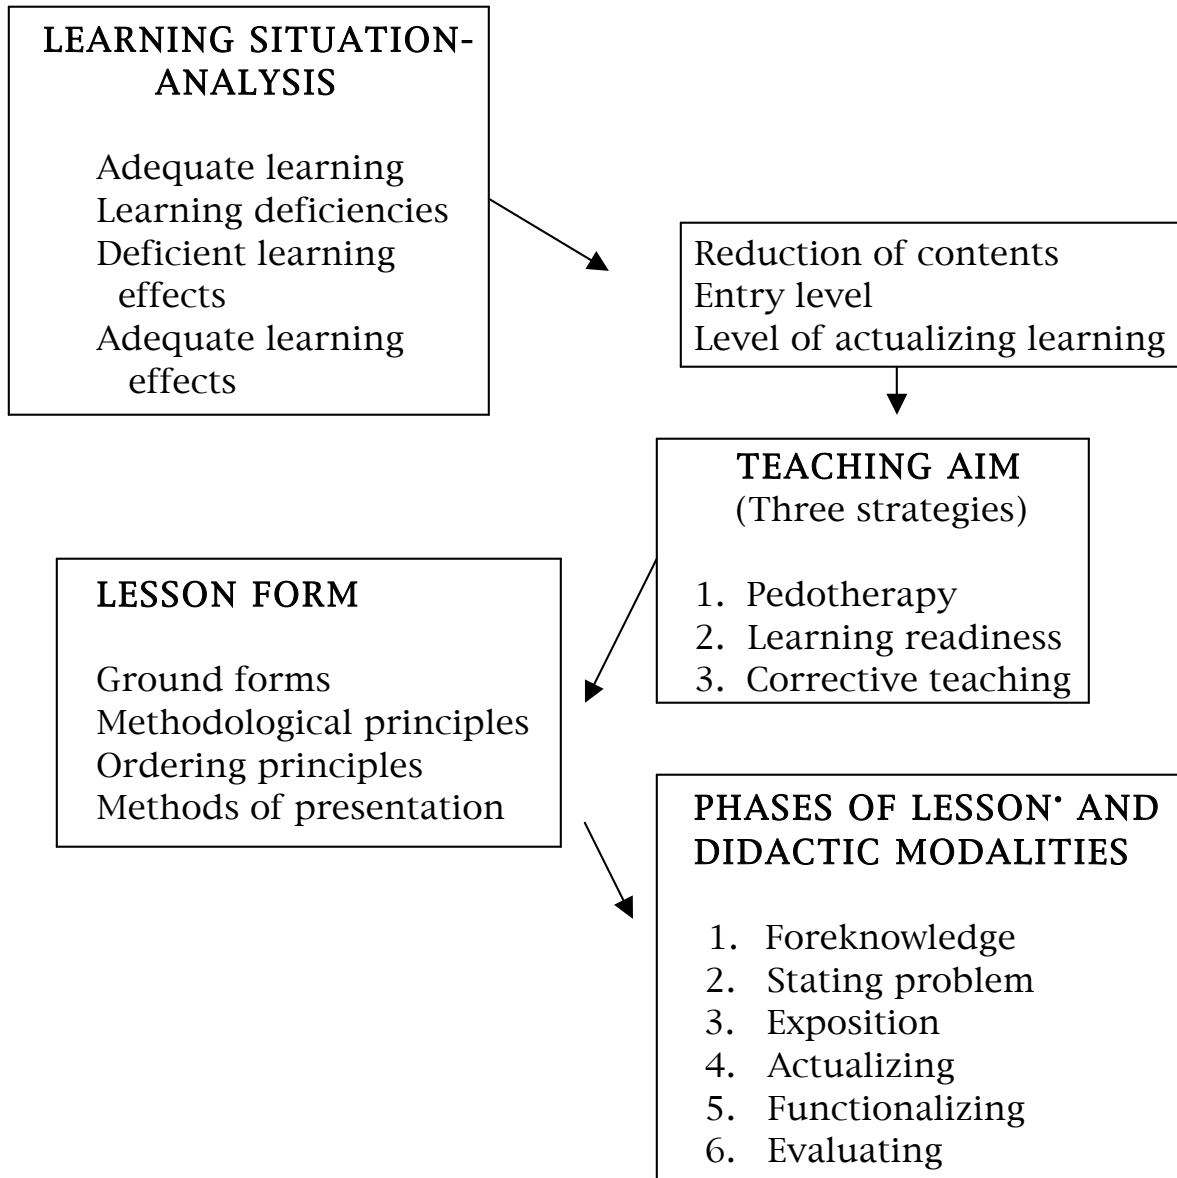 LEARNING SITUATION-
ANALYSIS
Adequate learning
Learning deficiencies
Deficient learning
effects
Adequate learning
effects
Reduction of contents
Entry level
Level of actualizing learning
TEACHING AIM
(Three strategies)
1. Pedotherapy
2. Learning readiness
3. Corrective teaching
LESSON FORM
Ground forms
Methodological principles
Ordering principles
Methods of presentation
PHASES OF LESSON• AND
DIDACTIC MODALITIES
1. Foreknowledge
2. Stating problem
3. Exposition
4. Actualizing
5. Functionalizing
6. Evaluating